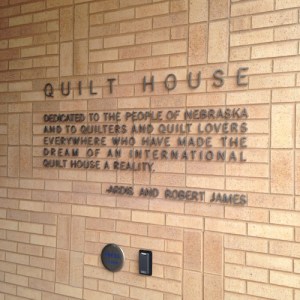 QUILT HOUSE
DEDICATED TO THE PEOPLE OF NEBRASKA
AND TO QUILTERS AND QUILT LOVERS
EVERYWHERE WHO HAVE MADE THE
DREAM OF AN INTERNATIONAL
QUILT HOUSE A REALITY.
-ARDIS AND ROBERT JAMES